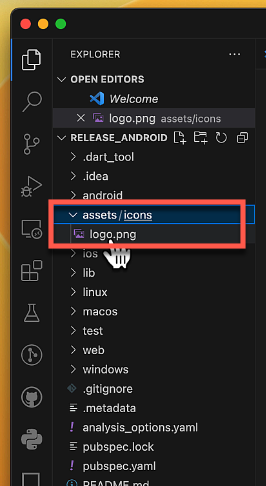 EXPLORER
OPEN EDITORS
Welcome
logo.png assets/icons
RELEASE_ANDROID
.dart_tool
.idea
android
assets/icons
logo.png
ios
lib
linux
macos
test
web
windows
.gitignore
.metadata
analysis_options.yaml
pubspec.lock
pubspec.yaml
README.md